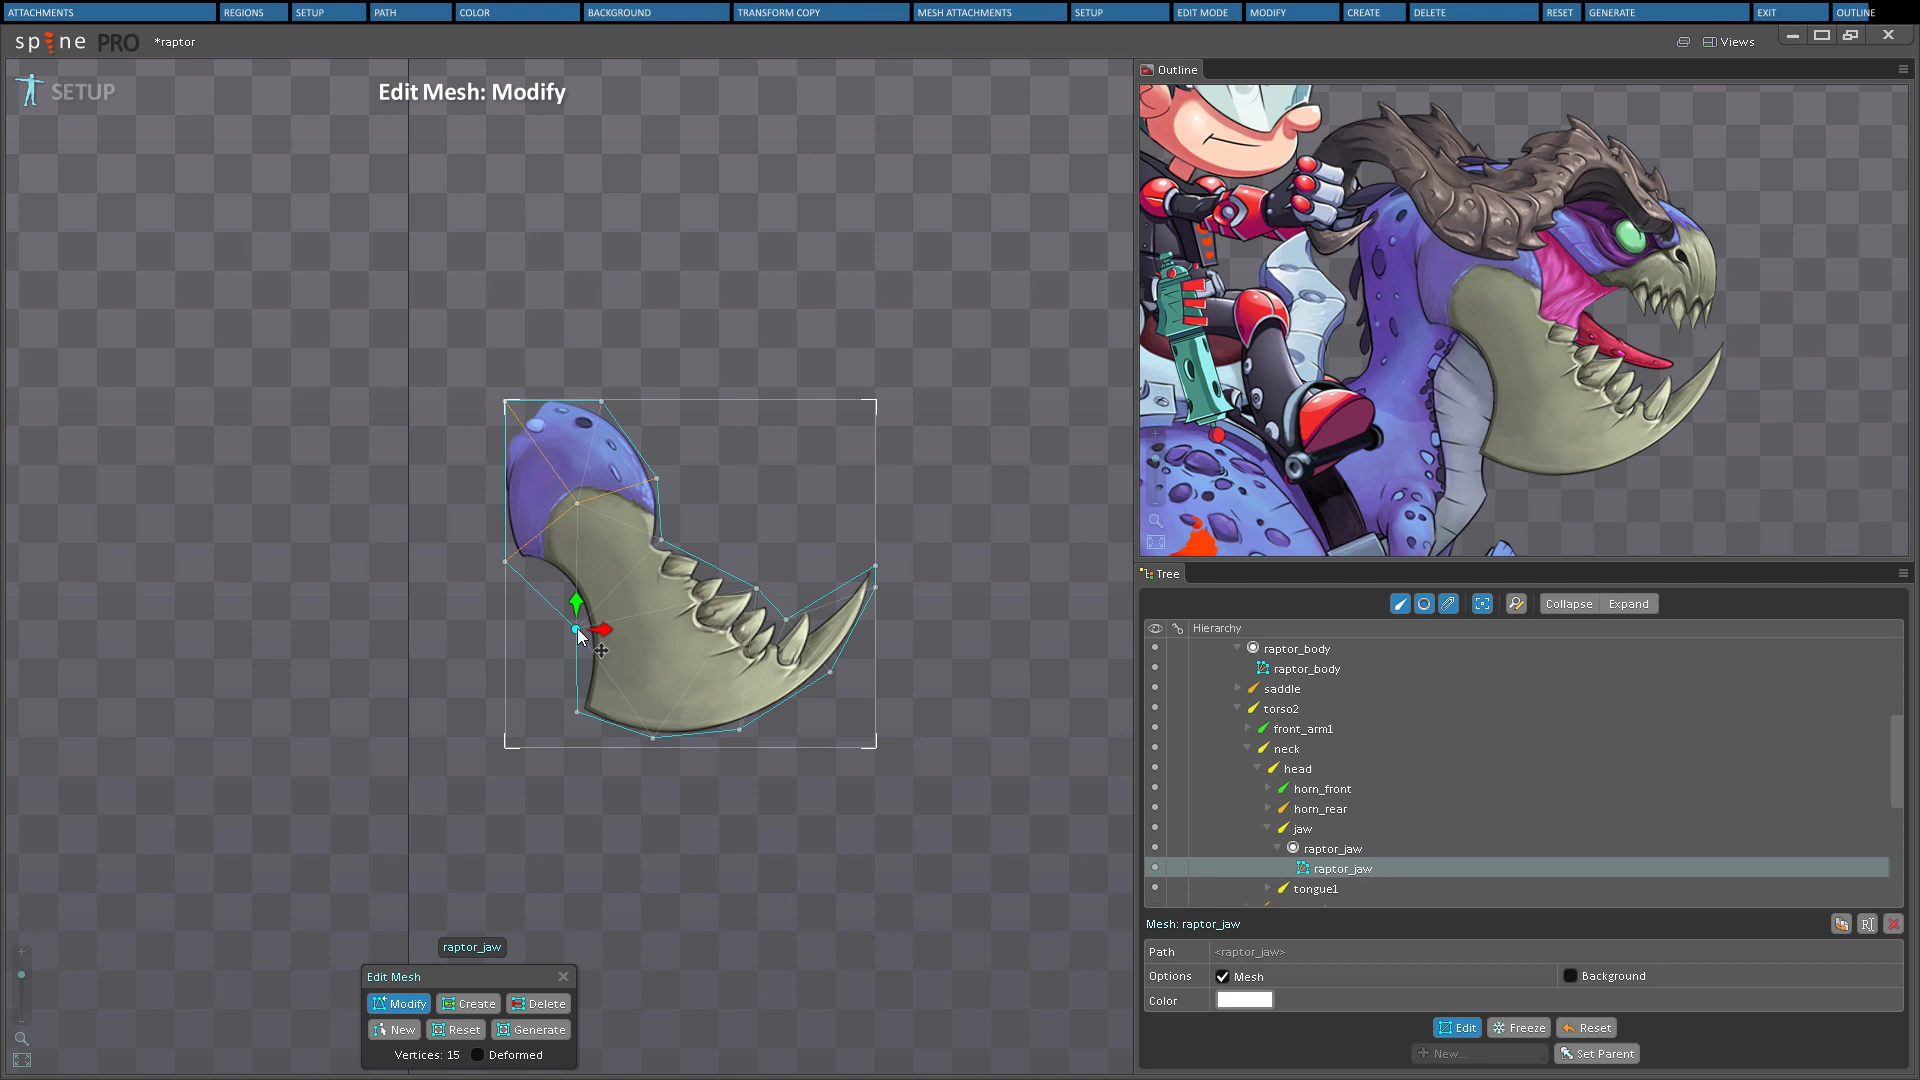 ATTACHMENTS REGIONS SETUP PATH COLOR BACKGROUND TRANSFORM COPY MESH ATTACHMENTS SETUP EDIT MODE MODIFY CREATE DELETE RESET GENERATE EXIT OUTLINE
spine PRO *raptor Views
SETUP
Edit Mesh: Modify
Outline
Tree
Collapse Expand
Hierarchy
raptor_body
raptor_body
saddle
torso2
front_arm1
neck
head
horn_front
horn_rear
jaw
raptor_jaw
raptor_jaw
tongue1
Mesh: raptor_jaw
Path <raptor_jaw>
Options Mesh Background
Color
Edit Freeze Reset
New... Set Parent
raptor_jaw
Edit Mesh
Modify Create Delete
New Reset Generate
Vertices: 15 Deformed